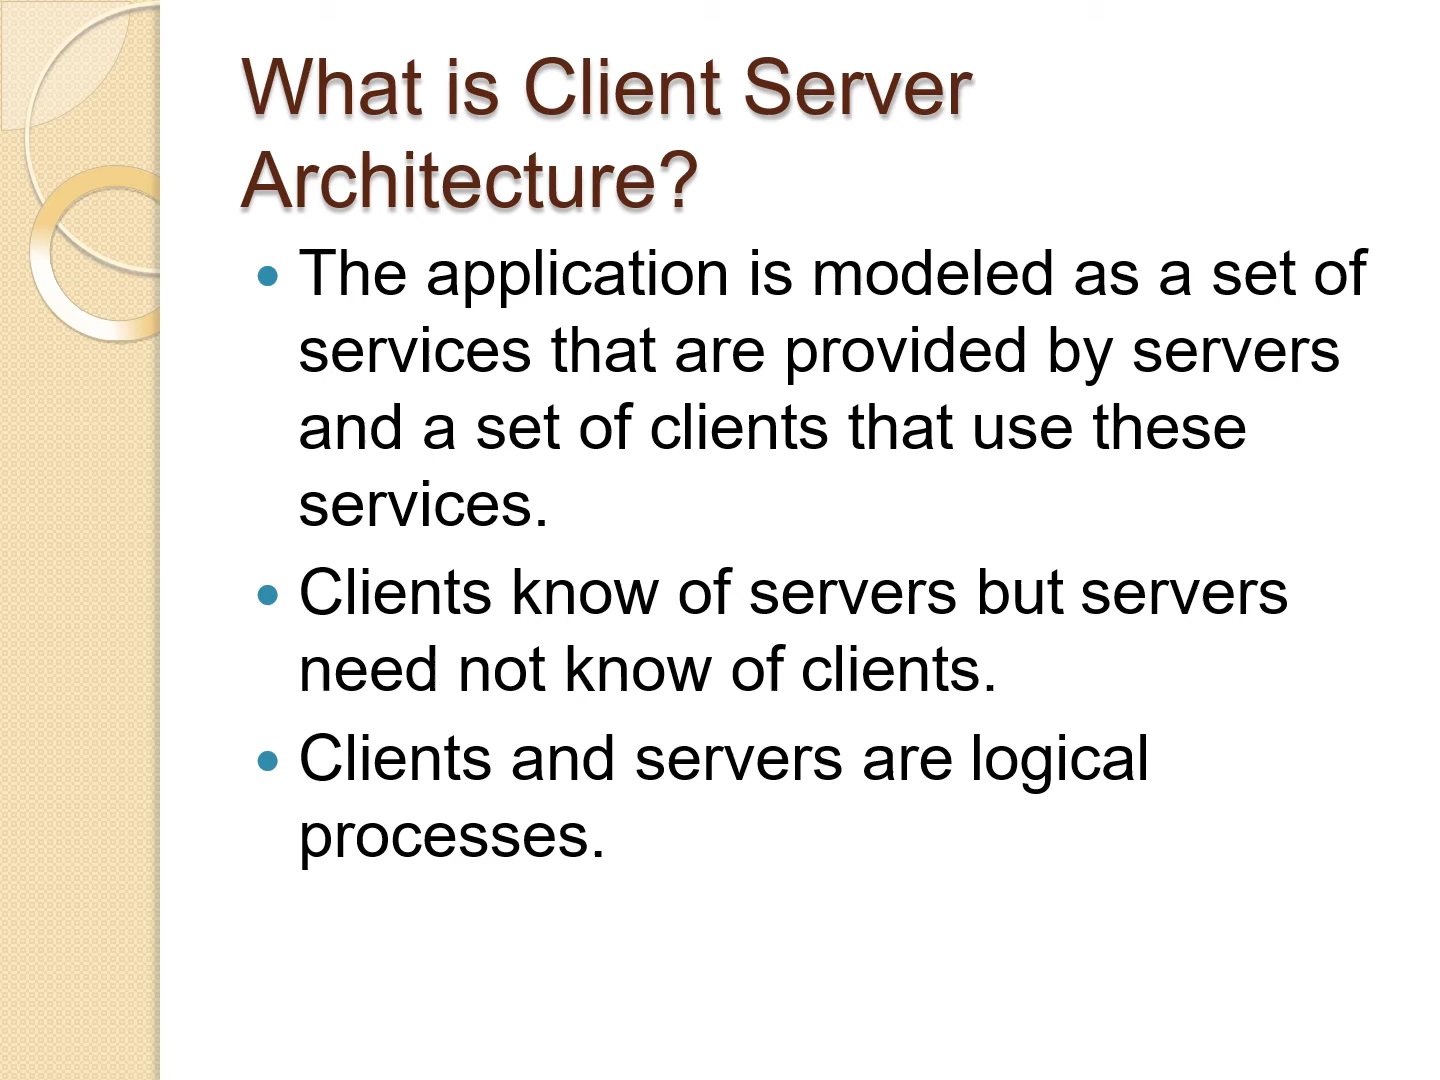 What is Client Server
Architecture?
• The application is modeled as a set of
services that are provided by servers
and a set of clients that use these
services.
• Clients know of servers but servers
need not know of clients.
• Clients and servers are logical
processes.